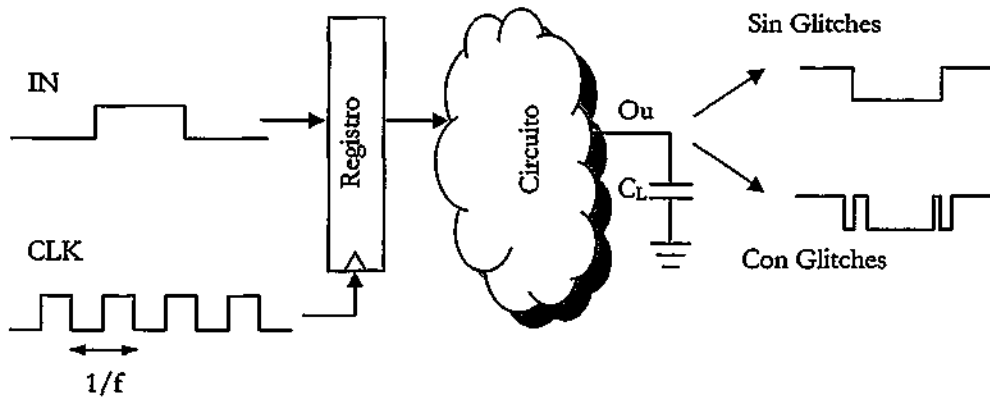 Sin Glitches
IN
Registro
Circuito
Ou
CL
CLK
Con Glitches
1/f